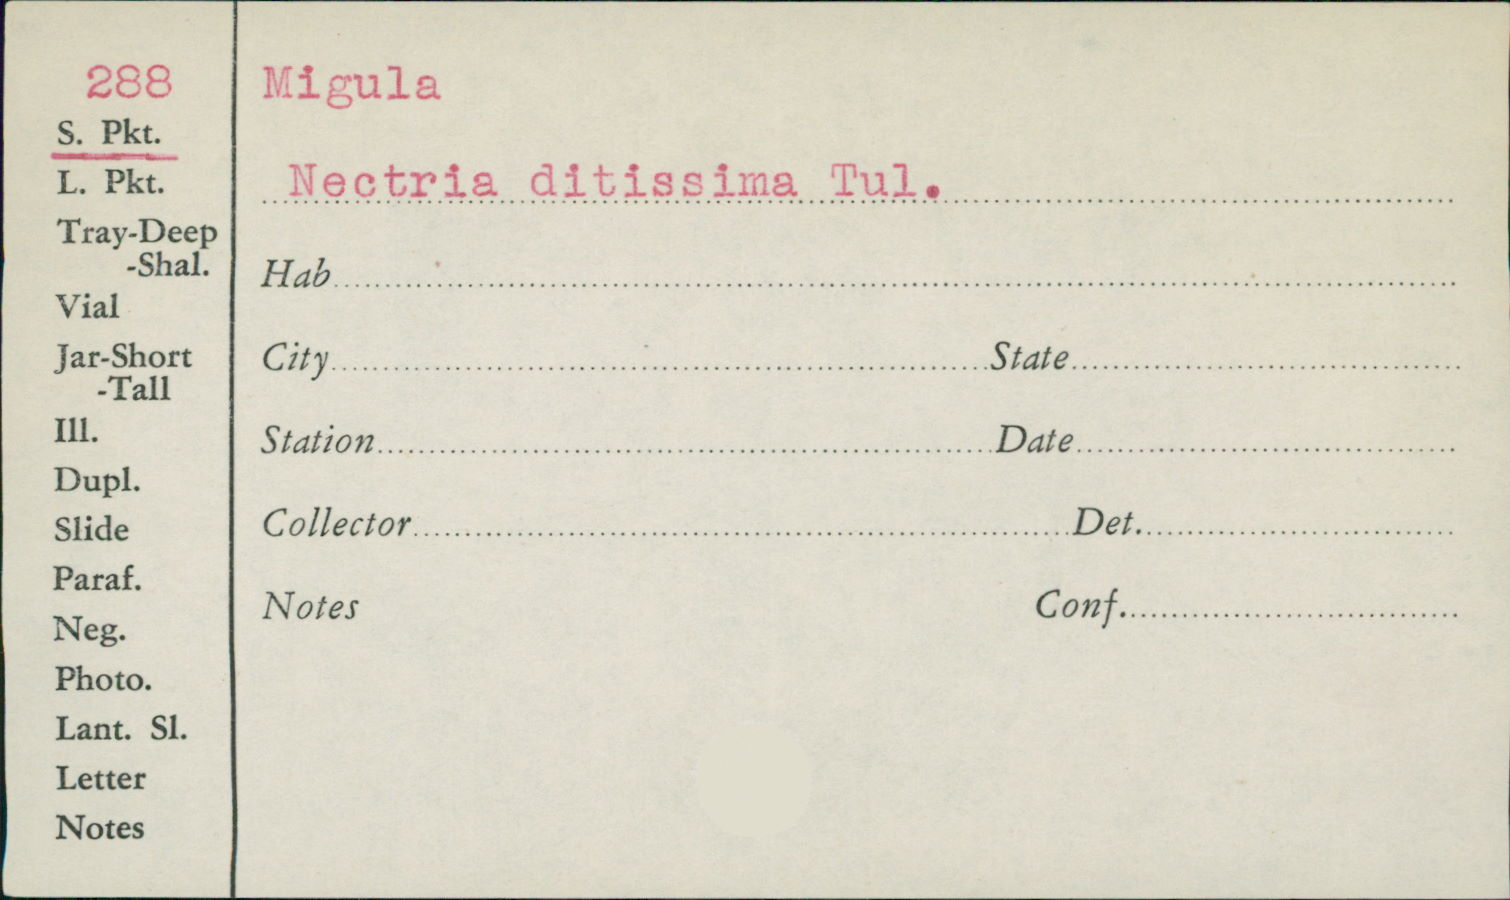 288
S. Pkt.
L. Pkt.
Tray-Deep
-Shal.
Vial
Jar-Short
-Tall
Ill.
Dupl.
Slide
Paraf.
Neg.
Photo.
Lant. Sl.
Letter
Notes
Migula
Nectria ditissima Tul.
Hab
City State
Station Date
Collector Det.
Notes Conf.